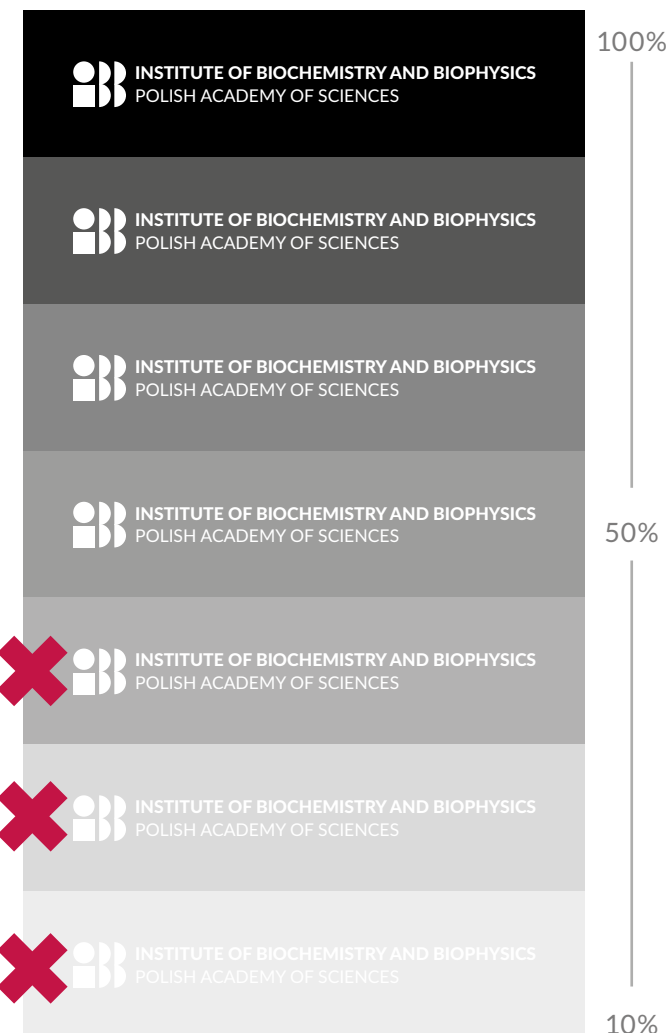 100%
INSTITUTE OF BIOCHEMISTRY AND BIOPHYSICS
POLISH ACADEMY OF SCIENCES
INSTITUTE OF BIOCHEMISTRY AND BIOPHYSICS
POLISH ACADEMY OF SCIENCES
INSTITUTE OF BIOCHEMISTRY AND BIOPHYSICS
POLISH ACADEMY OF SCIENCES
INSTITUTE OF BIOCHEMISTRY AND BIOPHYSICS
POLISH ACADEMY OF SCIENCES
50%
INSTITUTE OF BIOCHEMISTRY AND BIOPHYSICS
POLISH ACADEMY OF SCIENCES
INSTITUTE OF BIOCHEMISTRY AND BIOPHYSICS
POLISH ACADEMY OF SCIENCES
INSTITUTE OF BIOCHEMISTRY AND BIOPHYSICS
POLISH ACADEMY OF SCIENCES
10%